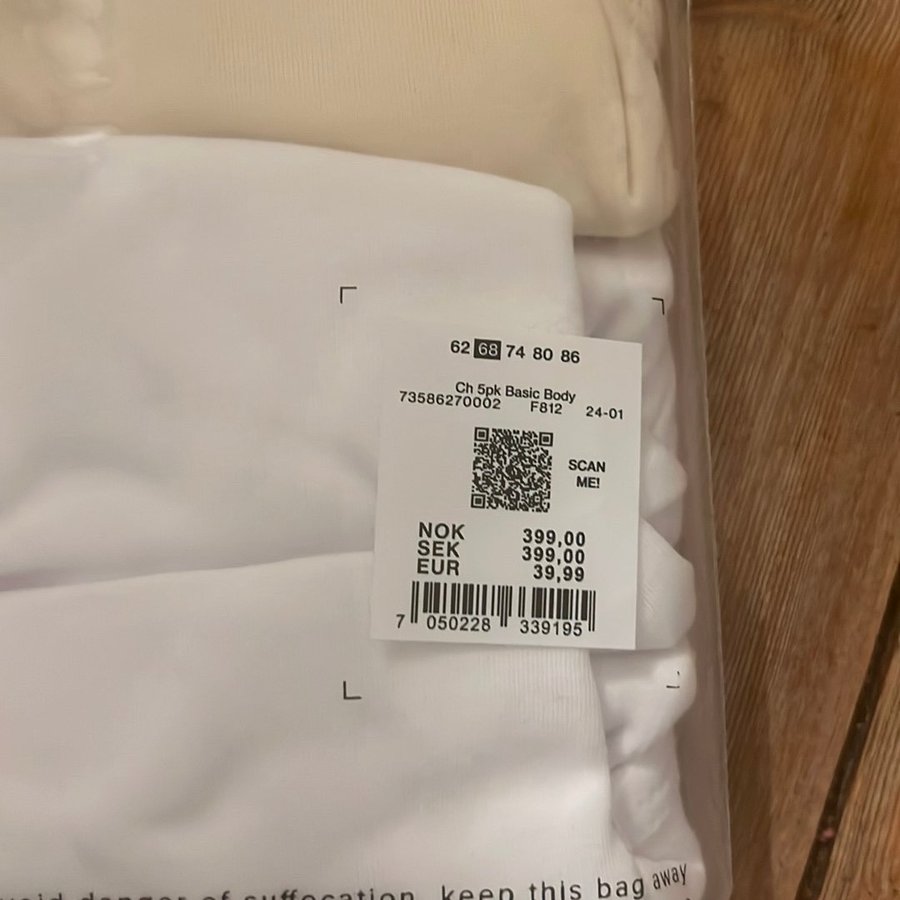 62 68 74 80 86
Ch 5pk Basic Body
73586270002 F812 24-01
SCAN
ME!
NOK 399,00
SEK 399,00
EUR 39,99
7 050228 339195
danger of suffocation, keep this bag away